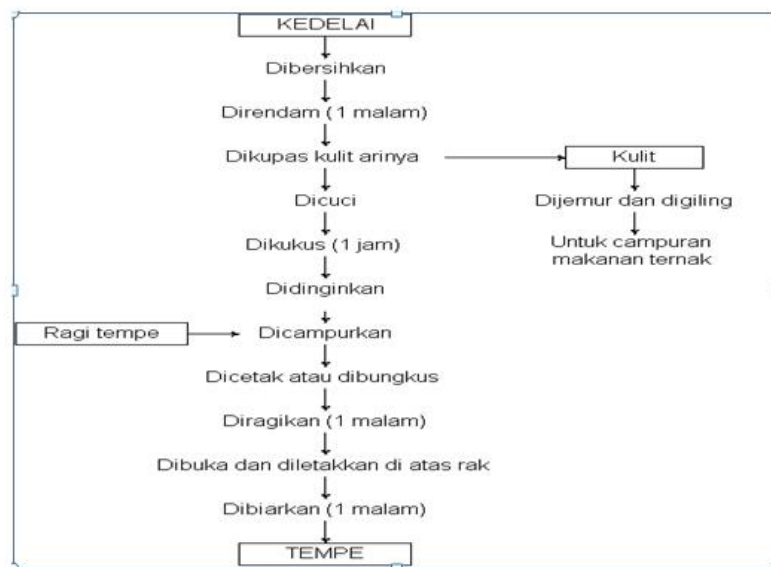 KEDELAI
Dibersihkan
Direndam (1 malam)
Dikupas kulit arinya
Kulit
Dicuci
Dijemur dan digiling
Dikukus (1 jam)
Untuk campuran
makanan ternak
Didinginkan
Ragi tempe
Dicampurkan
Dicetak atau dibungkus
Diragikan (1 malam)
Dibuka dan diletakkan di atas rak
Dibiarkan (1 malam)
TEMPE